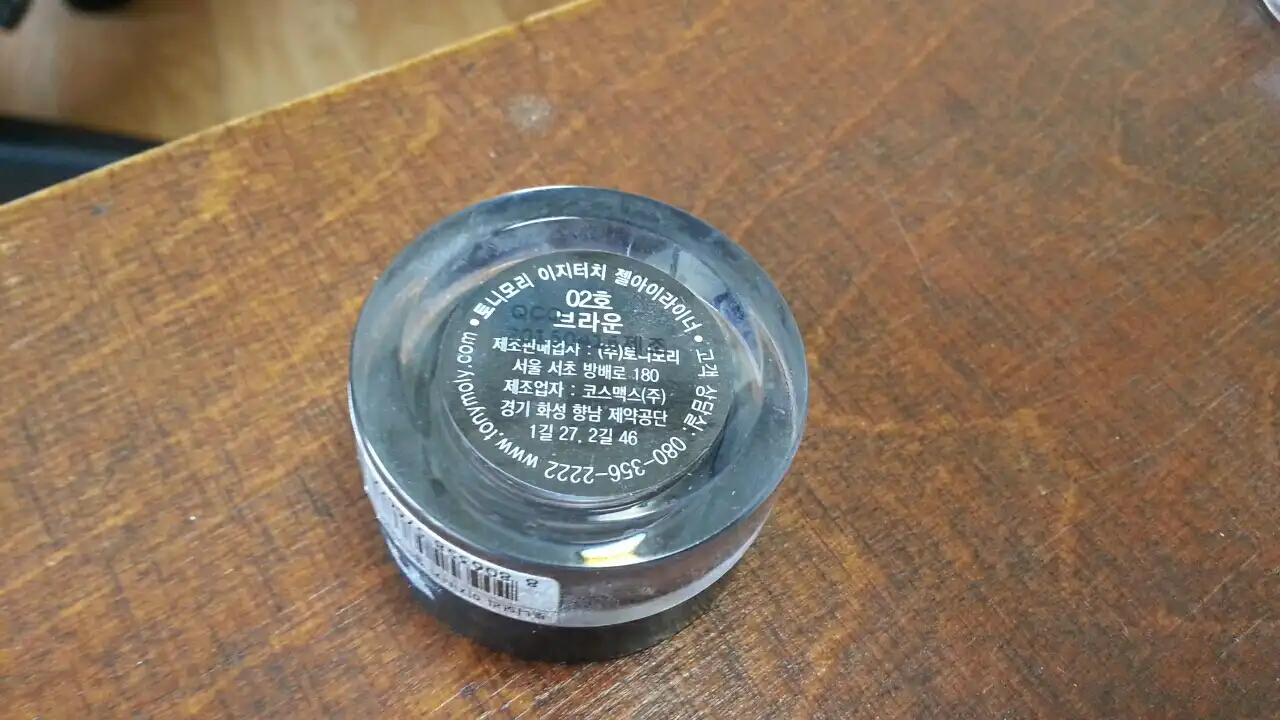 토니모리 이지터치 젤아이라이너 • 고객 상담실 : 080-356-2222 www.tonymoly.com •
02호
브라운
제조판매업자 : (주)토니모리
서울 서초 방배로 180
제조업자 : 코스맥스(주)
경기 화성 향남 제약공단
1길 27, 2길 46